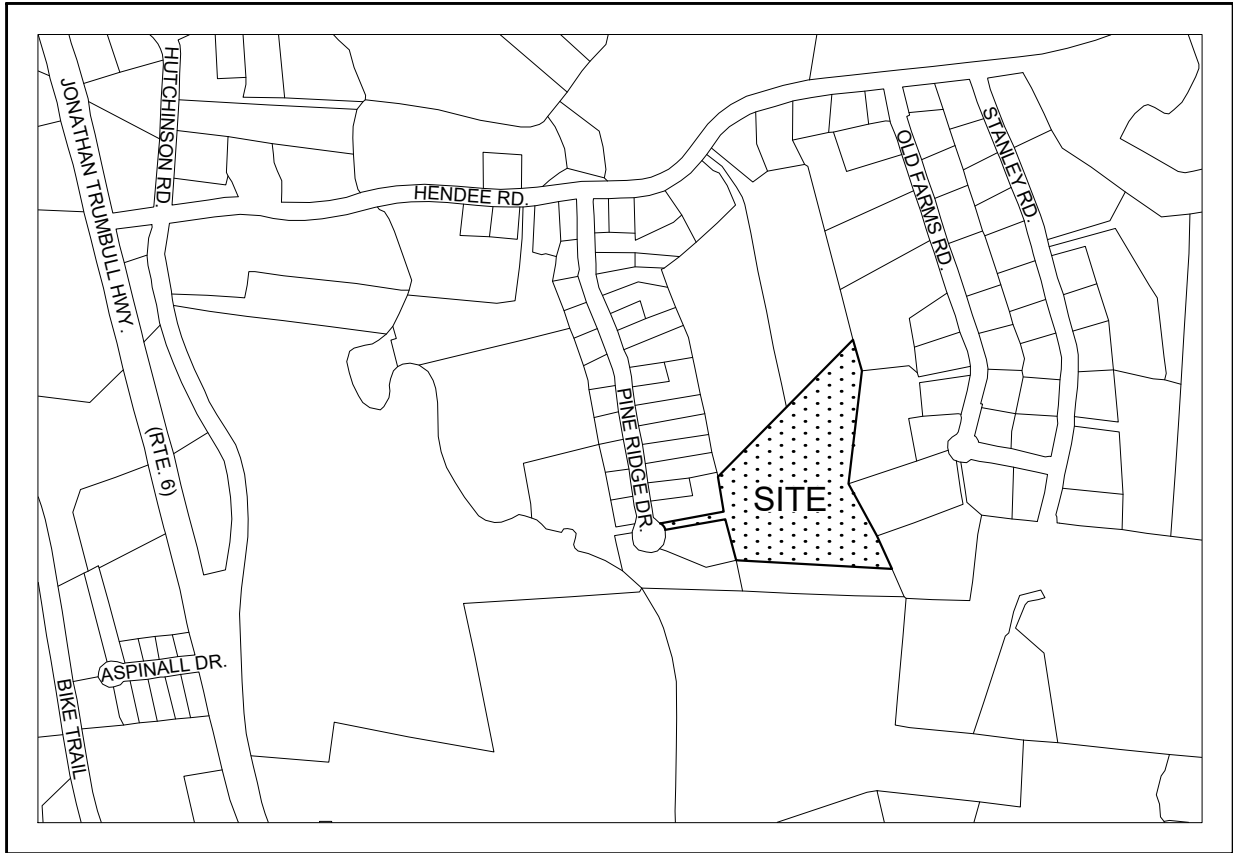 HUTCHINSON RD.
JONATHAN TRUMBULL HWY.
(RTE. 6)
HENDEE RD.
OLD FARMS RD.
STANLEY RD.
PINE RIDGE DR.
SITE
ASPINALL DR.
BIKE TRAIL